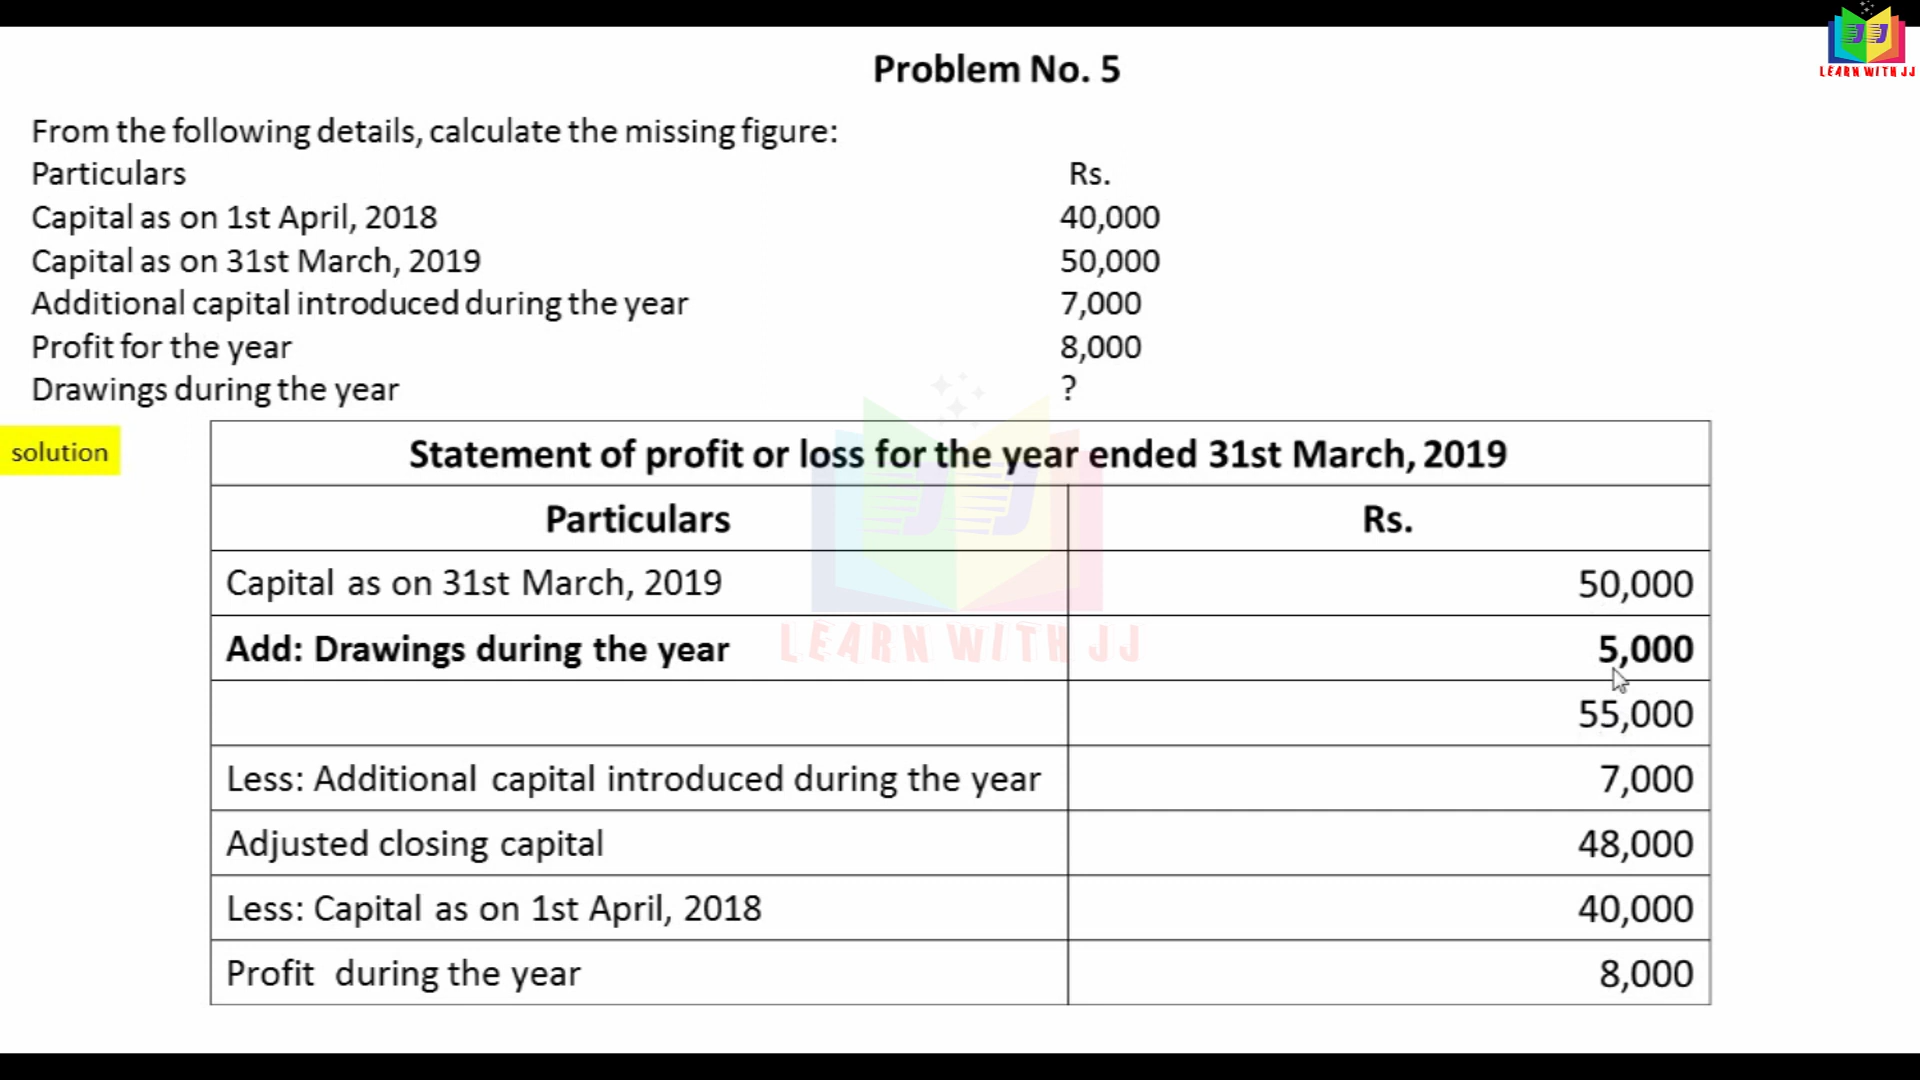 LEARN WITH JJ
Problem No. 5
From the following details, calculate the missing figure:
Particulars Rs.
Capital as on 1st April, 2018 40,000
Capital as on 31st March, 2019 50,000
Additional capital introduced during the year 7,000
Profit for the year 8,000
Drawings during the year ?
solution
Statement of profit or loss for the year ended 31st March, 2019
Particulars Rs.
Capital as on 31st March, 2019 50,000
Add: Drawings during the year 5,000
LEARN WITH JJ
55,000
Less: Additional capital introduced during the year 7,000
Adjusted closing capital 48,000
Less: Capital as on 1st April, 2018 40,000
Profit during the year 8,000